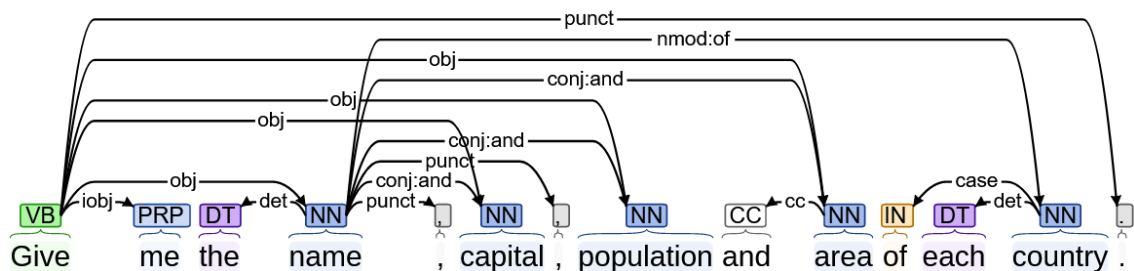 punct
nmod:of
obj
conj:and
obj
obj
conj:and
punct
obj conj:and case
iobj det punct cc det
VB PRP DT NN , NN , NN CC NN IN DT NN .
Give me the name , capital , population and area of each country .